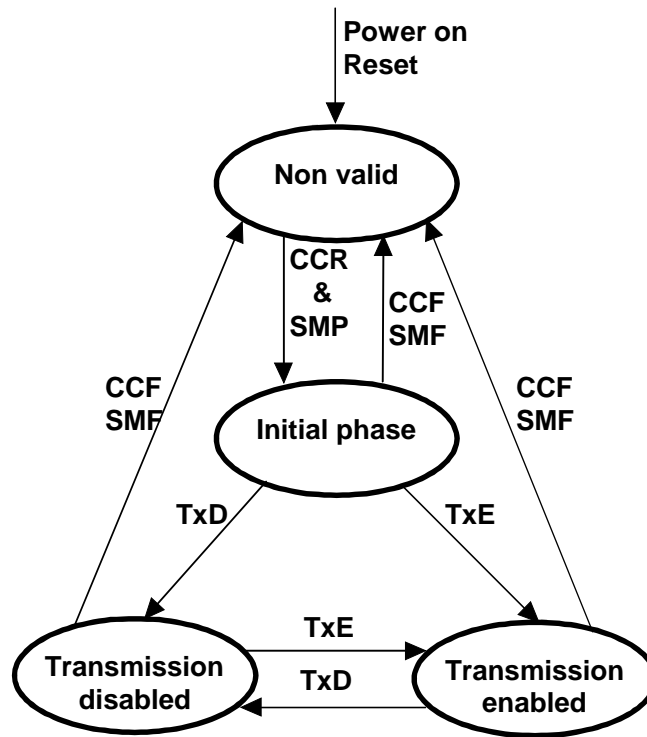 Power on
Reset
Non valid
CCR
&
SMP
CCF
SMF
CCF
SMF
CCF
SMF
Initial phase
TxD
TxE
TxE
Transmission
disabled
TxD
Transmission
enabled